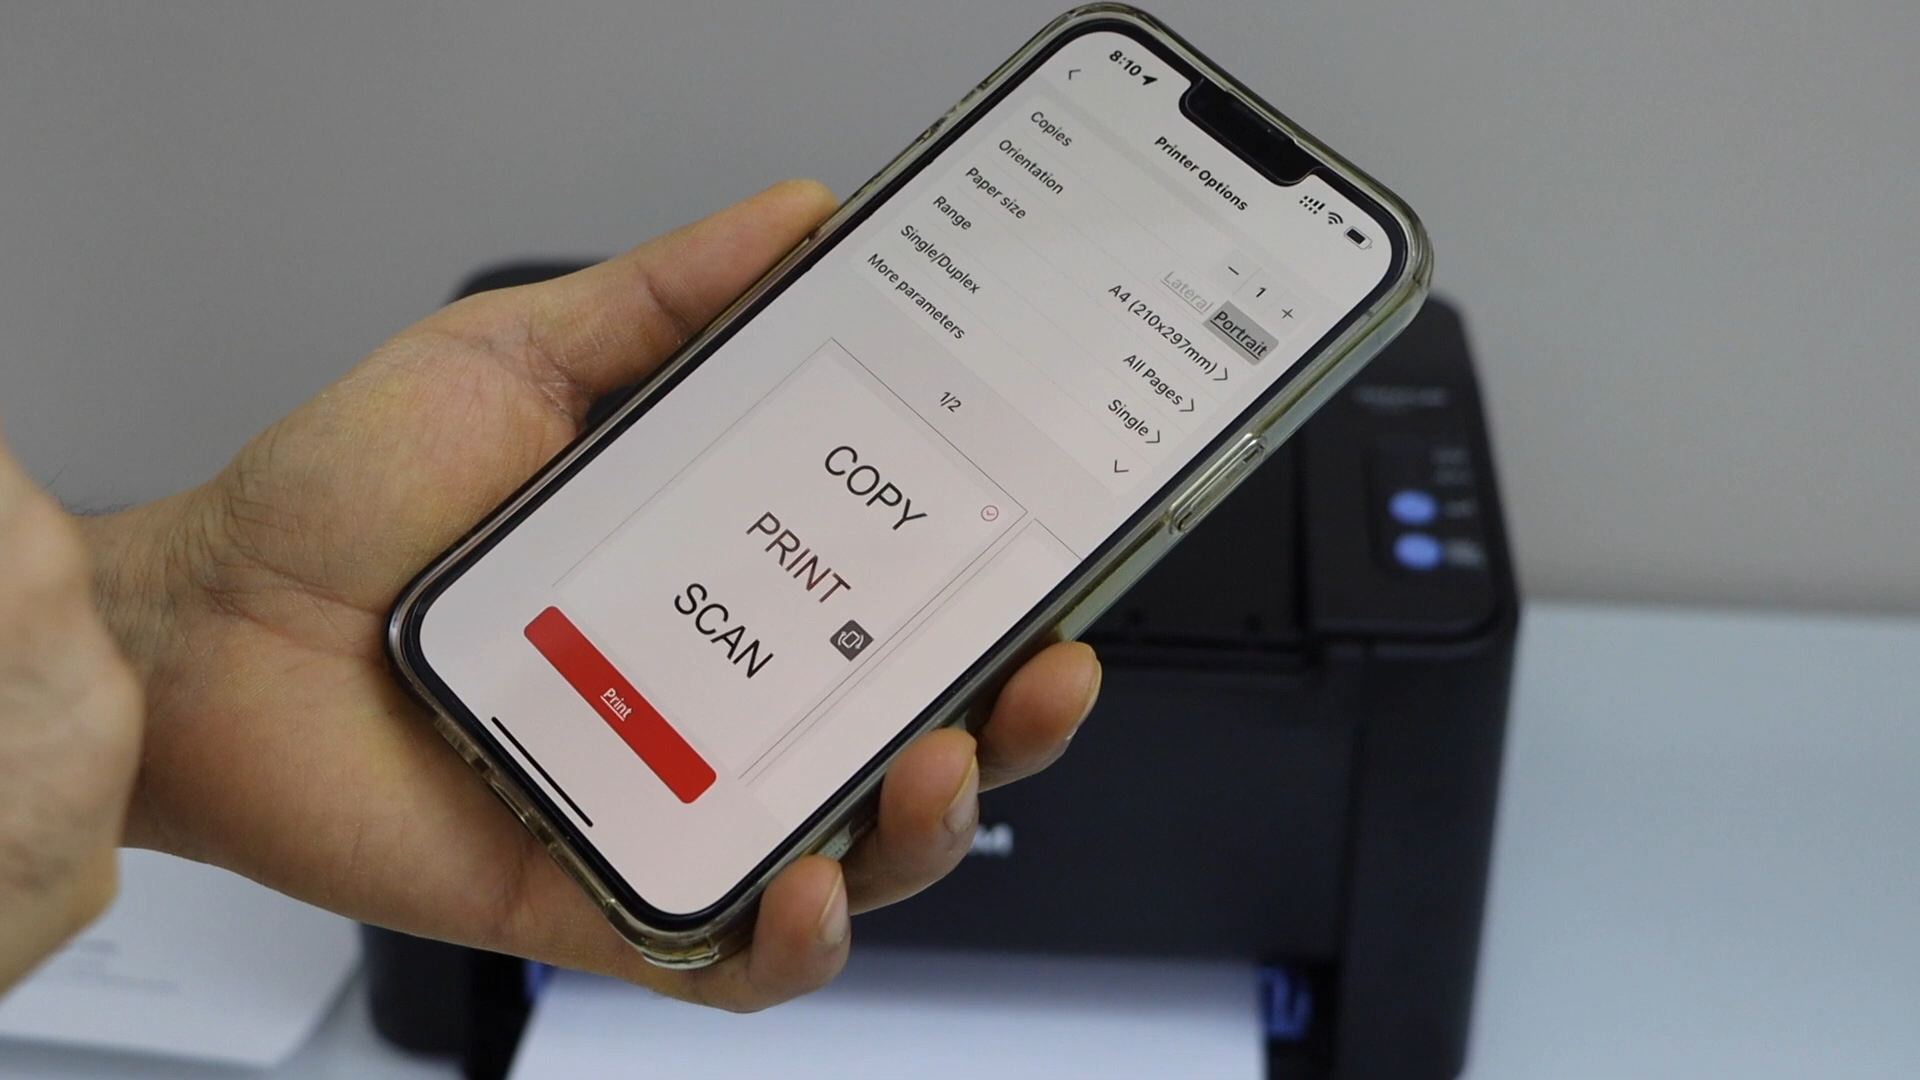 8:10
Printer Options
Copies - 1 +
Orientation Lateral Portrait
Paper size A4 (210x297mm)
Range All Pages
Single/Duplex Single
More parameters
1/2
COPY
PRINT
SCAN
Print